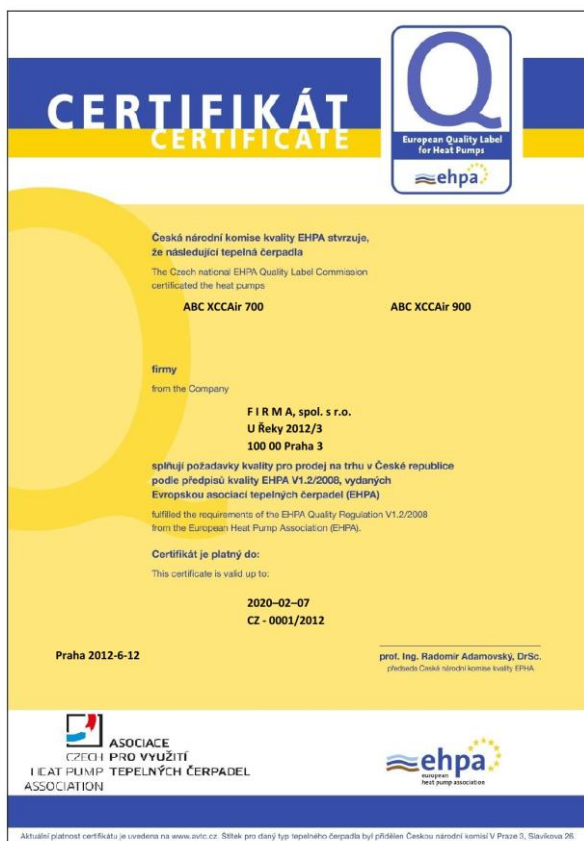 CERTIFIKÁT
CERTIFICATE
Q
European Quality Label
for Heat Pumps
ehpa
Česká národní komise kvality EHPA stvrzuje,
že následující tepelná čerpadla
The Czech national EHPA Quality Label Commission
certificated the heat pumps
ABC XCCAir 700 ABC XCCAir 900
firmy
from the Company
F I R M A, spol. s r.o.
U Řeky 2012/3
100 00 Praha 3
splňují požadavky kvality pro prodej na trhu v České republice
podle předpisů kvality EHPA V1.2/2008, vydaných
Evropskou asociací tepelných čerpadel (EHPA)
fulfilled the requirements of the EHPA Quality Regulation V1.2/2008
from the European Heat Pump Association (EHPA).
Certifikát je platný do:
This certificate is valid up to:
2020–02–07
CZ - 0001/2012
Praha 2012-6-12
prof. Ing. Radomír Adamovský, DrSc.
předseda České národní komise kvality EPHA
ASOCIACE
CZECH PRO VYUŽITÍ
HEAT PUMP TEPELNÝCH ČERPADEL
ASSOCIATION
ehpa
european
heat pump association
Aktuální platnost certifikátu je uvedena na www.avtc.cz Štítek pro daný typ tepelného čerpadla byl přidělen Českou národní komisí V Praze 3, Slavíkova 26.